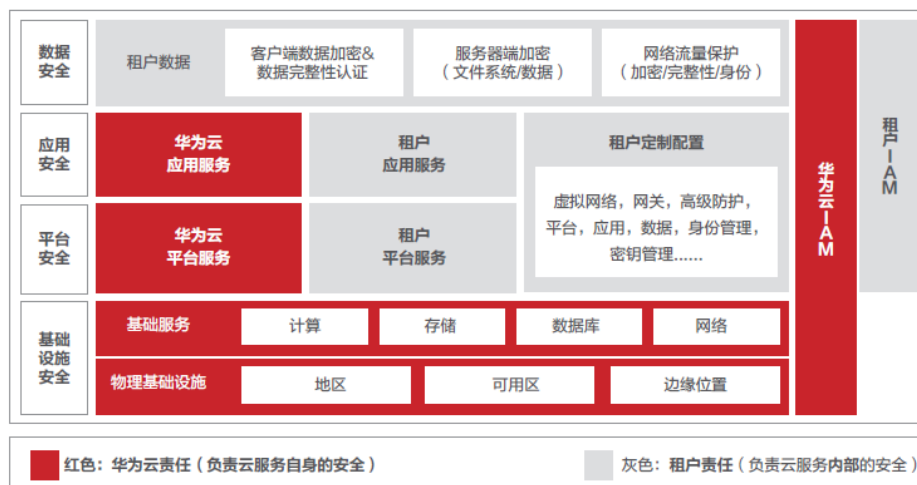 数据
安全
租户数据
客户端数据加密&
数据完整性认证
服务器端加密
（文件系统/数据）
网络流量保护
（加密/完整性/身份）
应用
安全
华为云
应用服务
租户
应用服务
租户定制配置
虚拟网络，网关，高级防护，
平台，应用，数据，身份管理，
密钥管理......
平台
安全
华为云
平台服务
租户
平台服务
基础
设施
安全
基础服务
计算
存储
数据库
网络
物理基础设施
地区
可用区
边缘位置
华为云IAM
租户IAM
红色：华为云责任（负责云服务自身的安全）
灰色：租户责任（负责云服务内部的安全）